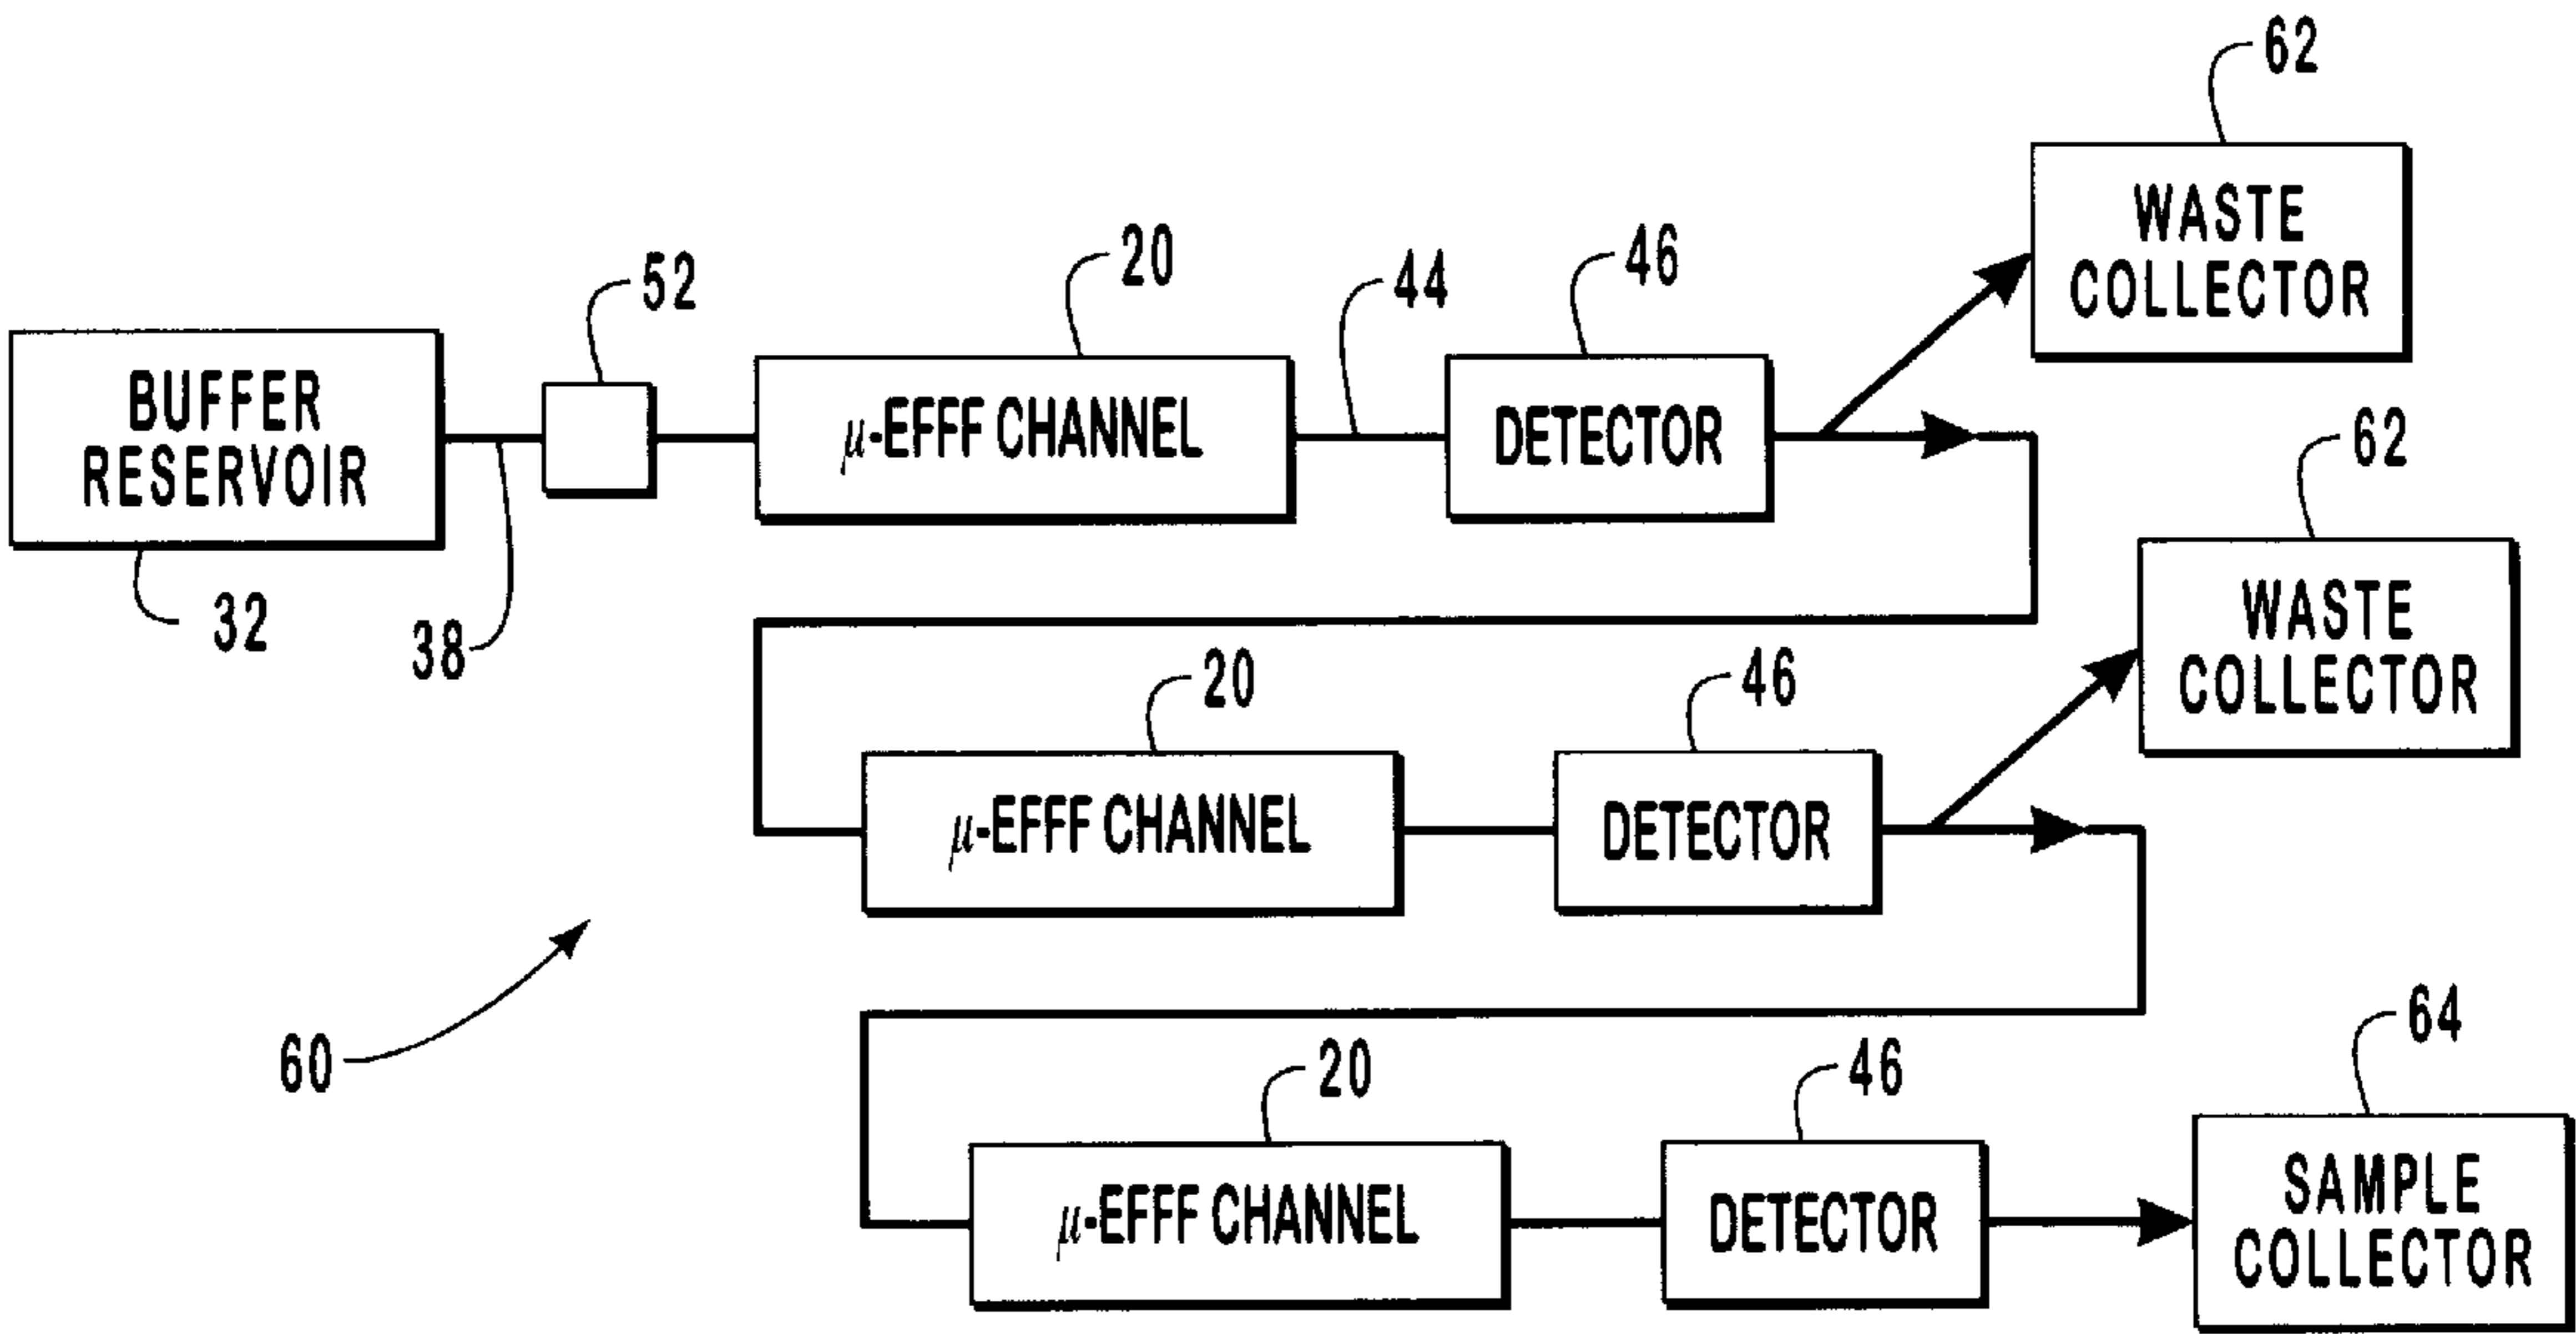 62
WASTE
COLLECTOR
20
46
44
52
BUFFER
RESERVOIR
μ-EFFF CHANNEL
DETECTOR
62
WASTE
COLLECTOR
32
38
20
46
μ-EFFF CHANNEL
DETECTOR
60
20
46
64
μ-EFFF CHANNEL
DETECTOR
SAMPLE
COLLECTOR